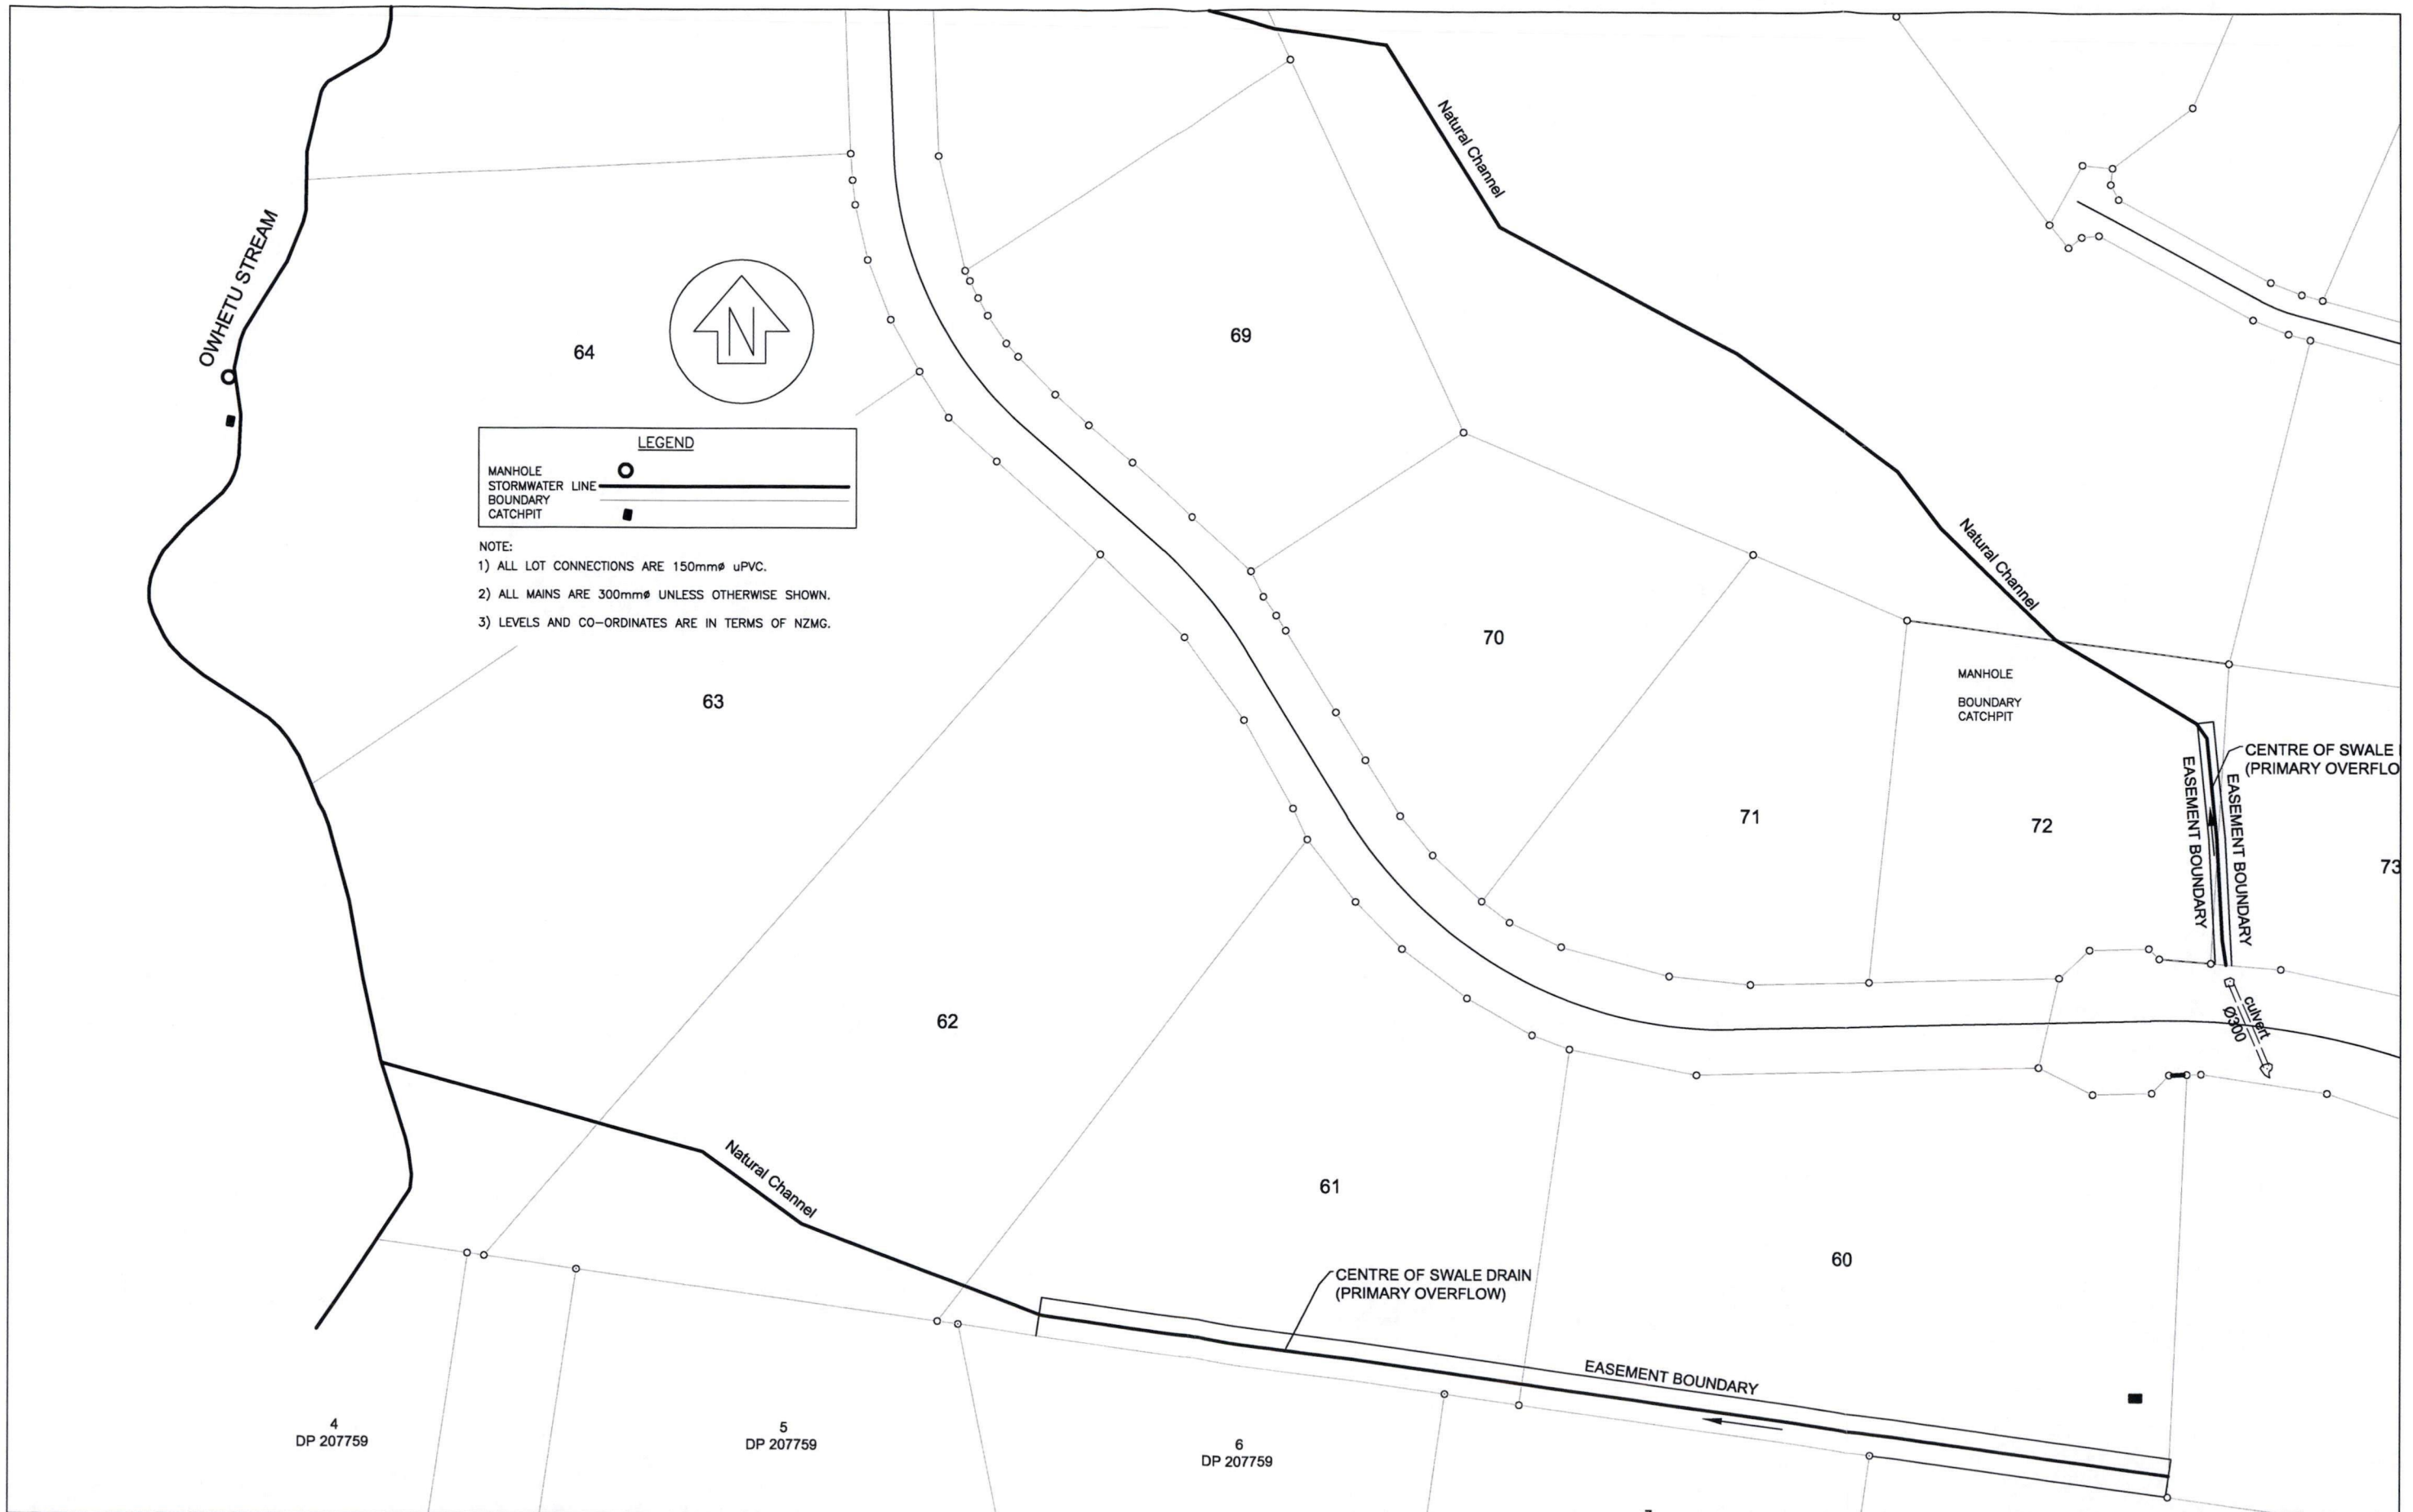 OWHETU STREAM
Natural Channel
64
N
69
LEGEND
MANHOLE
STORMWATER LINE
BOUNDARY
CATCHPIT
NOTE:
1) ALL LOT CONNECTIONS ARE 150mmø uPVC.
2) ALL MAINS ARE 300mmø UNLESS OTHERWISE SHOWN.
3) LEVELS AND CO-ORDINATES ARE IN TERMS OF NZMG.
Natural Channel
70
63
MANHOLE
BOUNDARY
CATCHPIT
CENTRE OF SWALE
(PRIMARY OVERFLO
EASEMENT BOUNDARY
EASEMENT BOUNDARY
71
72
73
culvert
Ø300
62
Natural Channel
61
60
CENTRE OF SWALE DRAIN
(PRIMARY OVERFLOW)
EASEMENT BOUNDARY
4
DP 207759
5
DP 207759
6
DP 207759